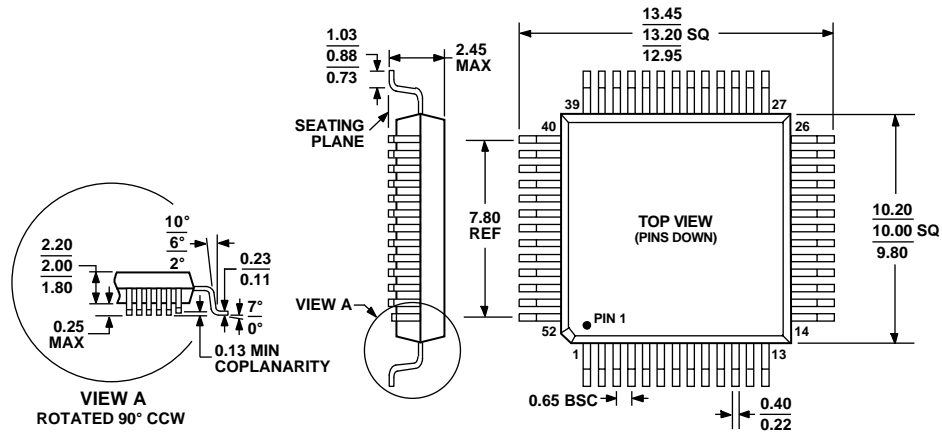 13.45
13.20 SQ
12.95
1.03
0.88
0.73
2.45
MAX
39
27
SEATING
PLANE
40
26
10°
6°
2°
7.80
REF
TOP VIEW
(PINS DOWN)
10.20
10.00 SQ
9.80
2.20
2.00
1.80
0.23
0.11
VIEW A
7°
0°
PIN 1
0.25
MAX
52
14
0.13 MIN
COPLANARITY
1
13
VIEW A
ROTATED 90° CCW
0.65 BSC
0.40
0.22